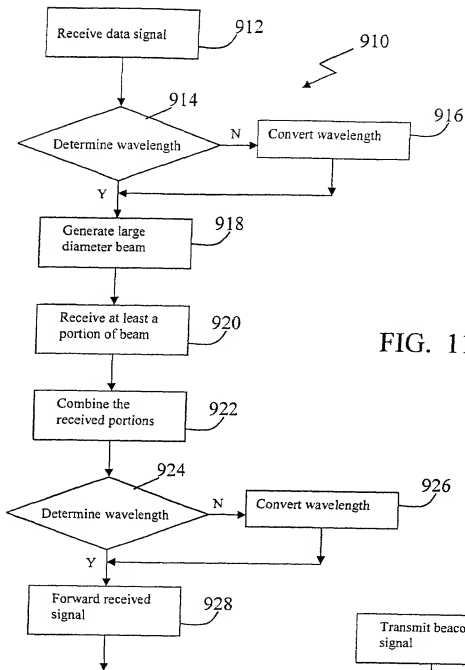 Receive data signal
912
910
914
Determine wavelength
N
Convert wavelength
916
Y
Generate large
diameter beam
918
Receive at least a
portion of beam
920
FIG. 11
Combine the
received portions
922
924
Determine wavelength
N
Convert wavelength
926
Y
Forward received
signal
928
Transmit beaco
signal